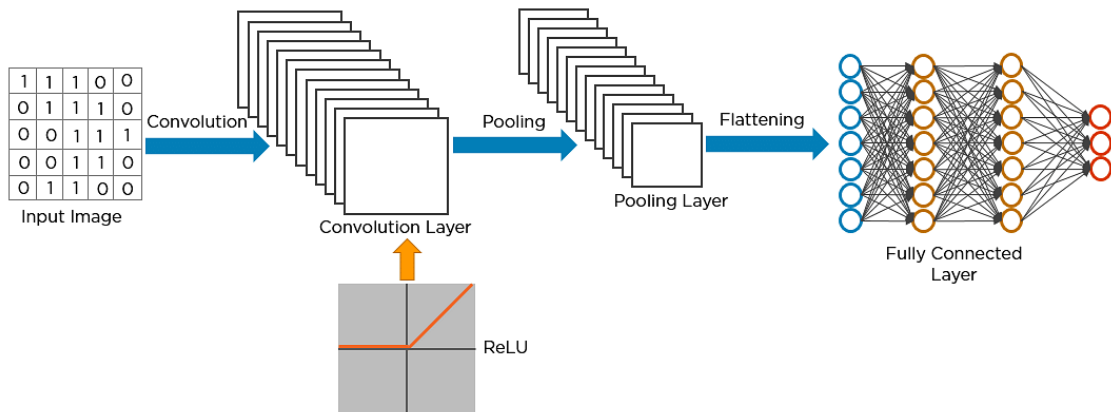 1 1 1 0 0
0 1 1 1 0
0 0 1 1 1
0 0 1 1 0
0 1 1 0 0
Input Image
Convolution
Convolution Layer
ReLU
Pooling
Pooling Layer
Flattening
Fully Connected
Layer